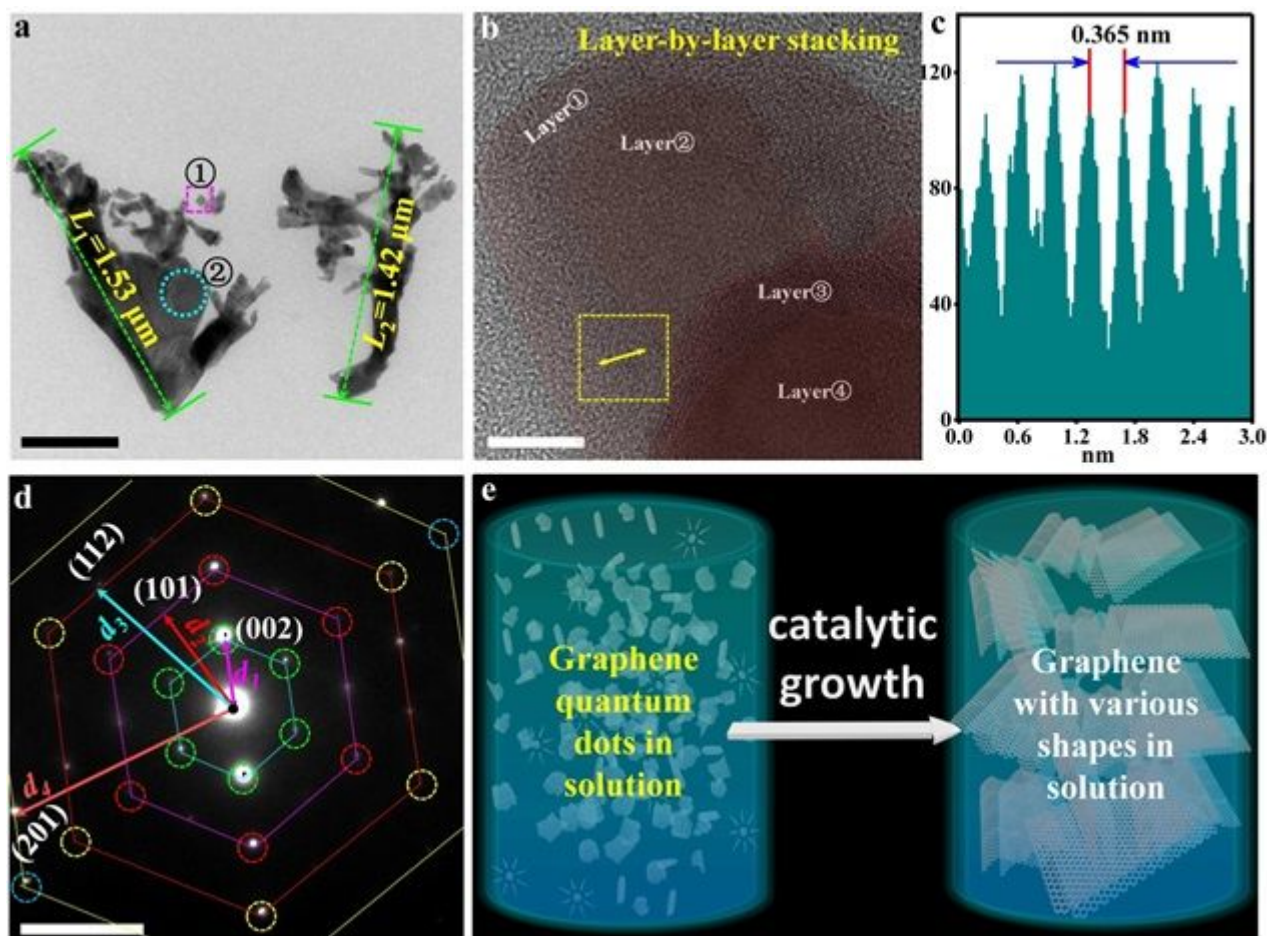 a
①
②
L₁=1.53 μm
L₂=1.42 μm
b
Layer-by-layer stacking
Layer①
Layer②
Layer③
Layer④
c
0.365 nm
120
80
40
0
0.0 0.6 1.2 1.8 2.4 3.0
nm
d
(112)
(101)
(002)
d₃
d₁
d₄
(201)
e
Graphene
quantum
dots in
solution
catalytic
growth
Graphene
with various
shapes in
solution